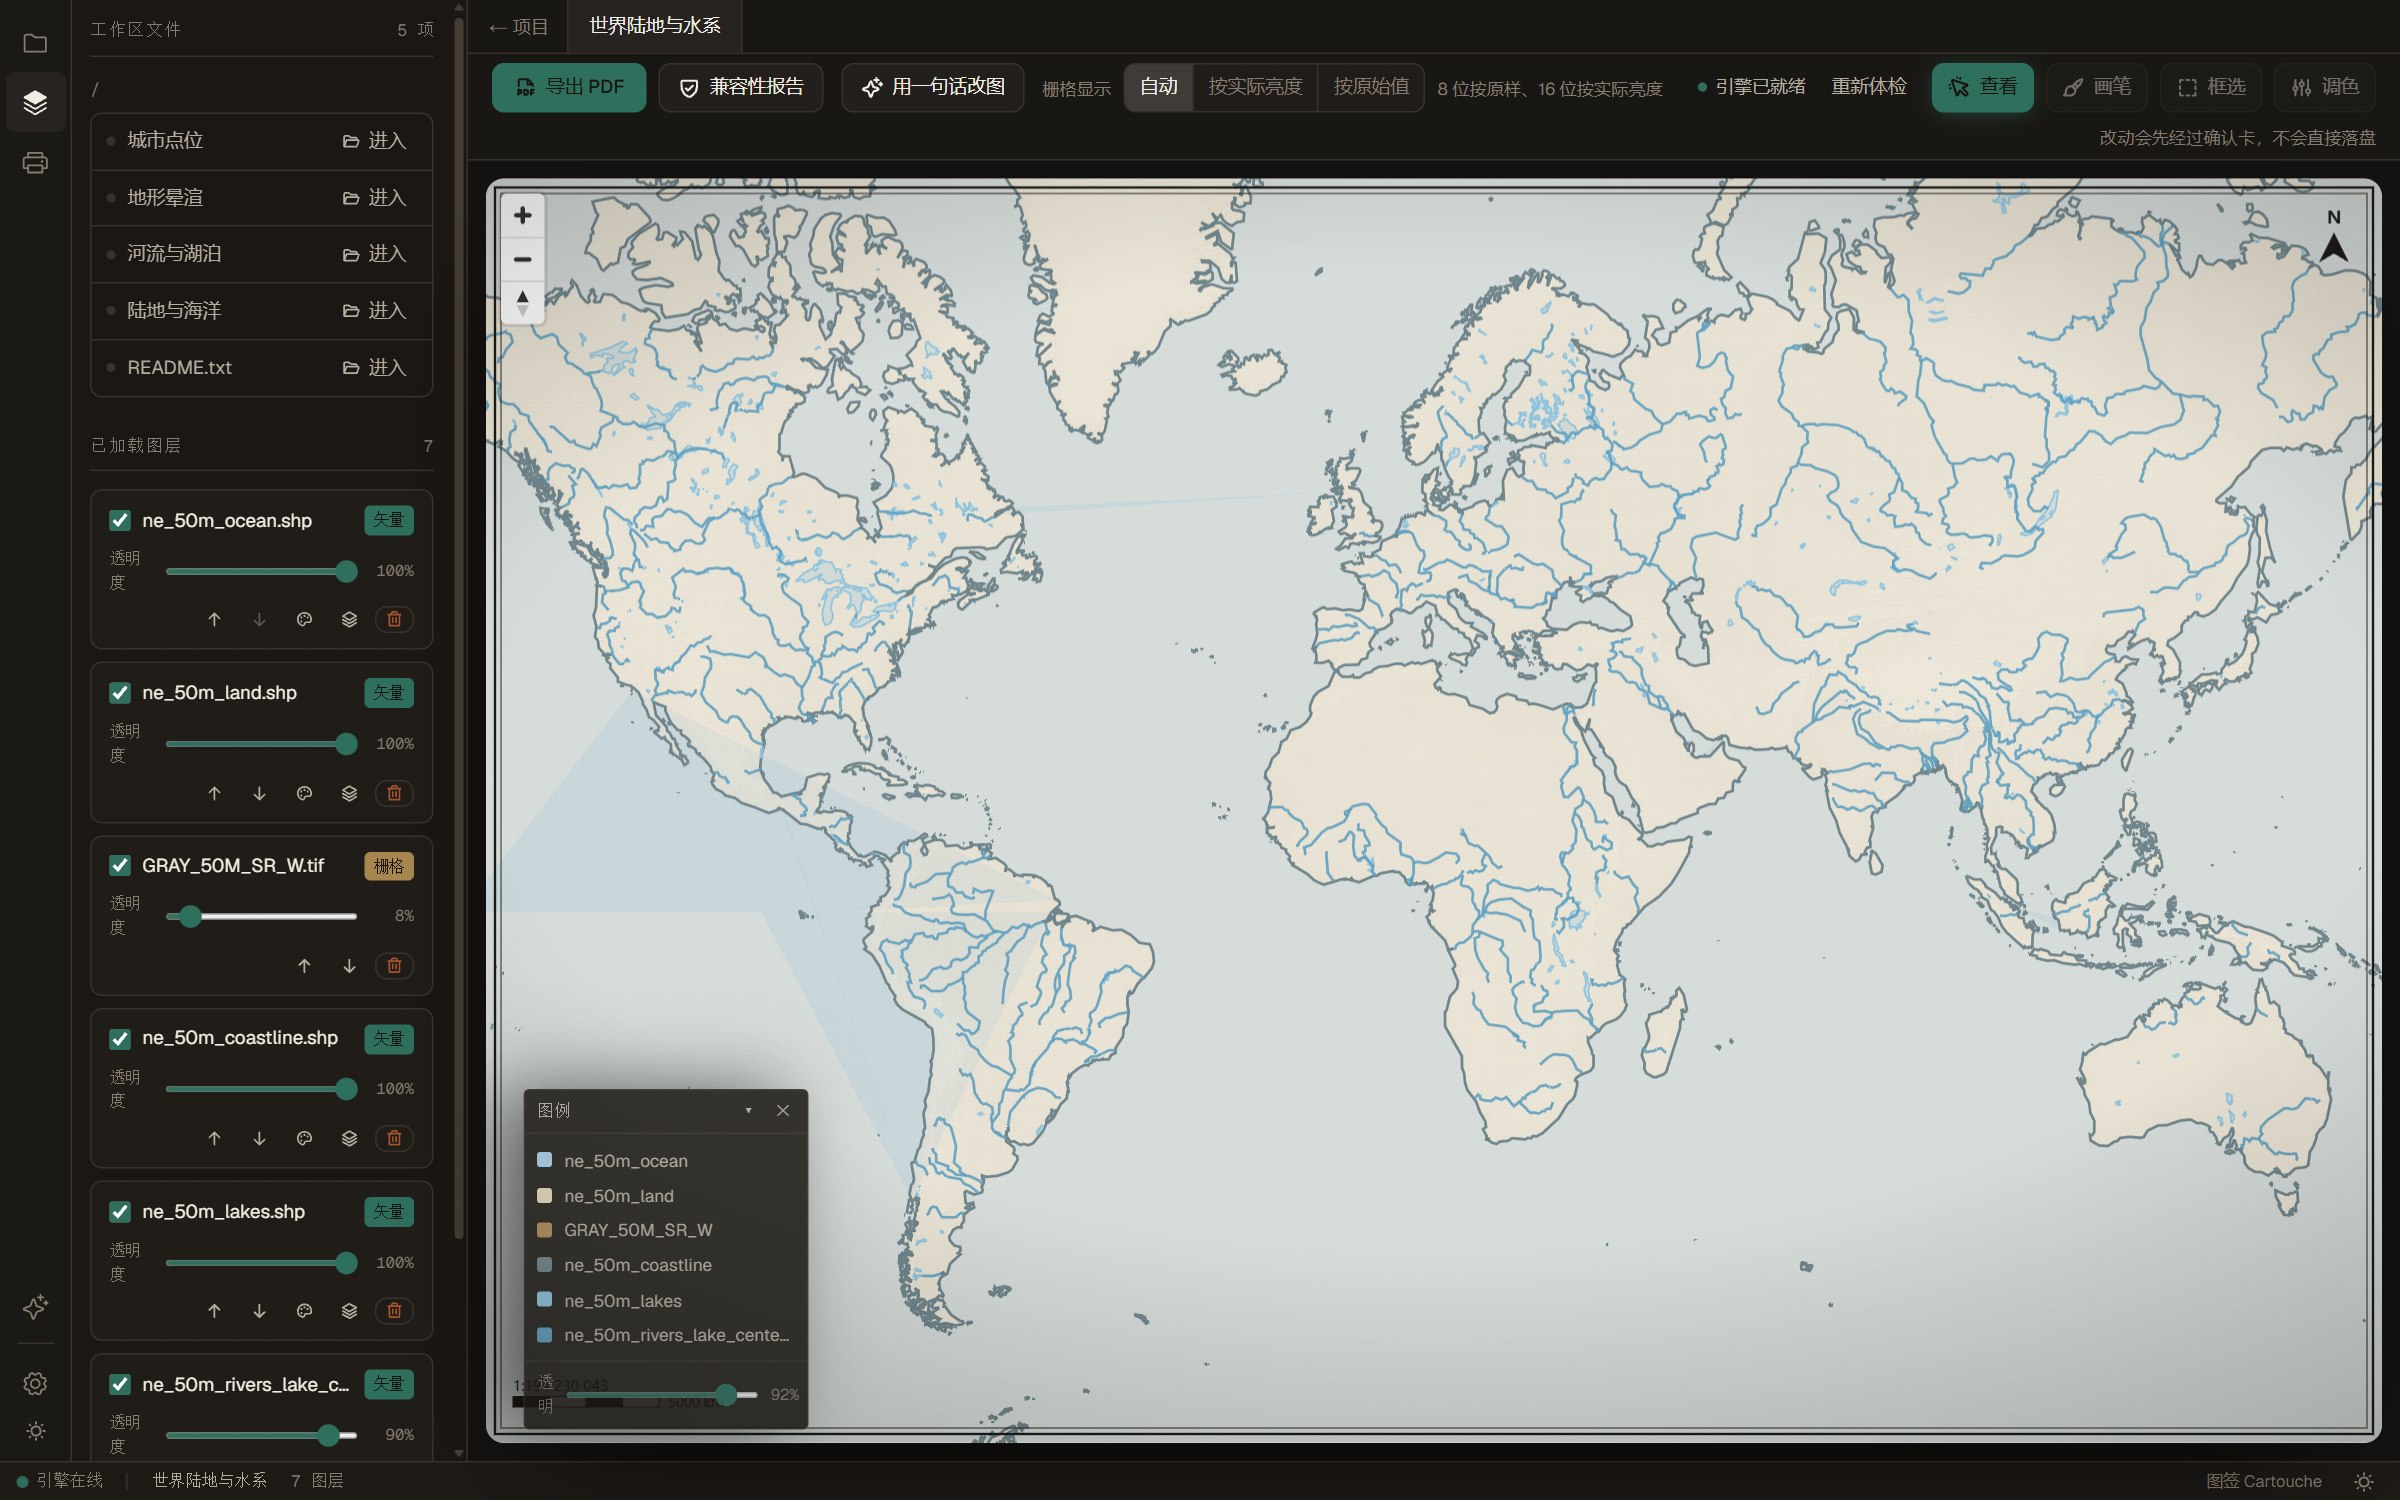 工作区文件 5 项
/
城市点位 进入
地形晕渲 进入
河流与湖泊 进入
陆地与海洋 进入
README.txt 进入
已加载图层 7
ne_50m_ocean.shp 矢量
透明度 100%
ne_50m_land.shp 矢量
透明度 100%
GRAY_50M_SR_W.tif 栅格
透明度 8%
ne_50m_coastline.shp 矢量
透明度 100%
ne_50m_lakes.shp 矢量
透明度 100%
ne_50m_rivers_lake_c... 矢量
透明度 90%
← 项目 世界陆地与水系
PDF 导出 PDF 兼容性报告 用一句话改图 栅格显示 自动 按实际亮度 按原始值 8 位按原样、16 位按实际亮度 引擎已就绪 重新体检 查看 画笔 框选 调色
改动会先经过确认卡，不会直接落盘
N
图例
ne_50m_ocean
ne_50m_land
GRAY_50M_SR_W
ne_50m_coastline
ne_50m_lakes
ne_50m_rivers_lake_cente...
透明 92%
5000 km
引擎在线 世界陆地与水系 7 图层 图签 Cartouche